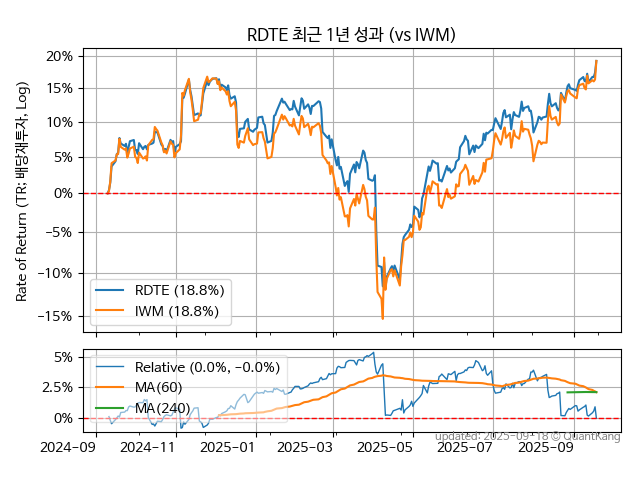 RDTE 최근 1년 성과 (vs IWM)
Rate of Return (TR: 배당재투자, Log)
20%
15%
10%
5%
0%
−5%
−10%
−15%
RDTE (18.8%)
IWM (18.8%)
5%
2.5%
0%
Relative (0.0%, −0.0%)
MA(60)
MA(240)
2024-09
2024-11
2025-01
2025-03
2025-05
2025-07
2025-09
updated: 2025-09-18 © QuantKang